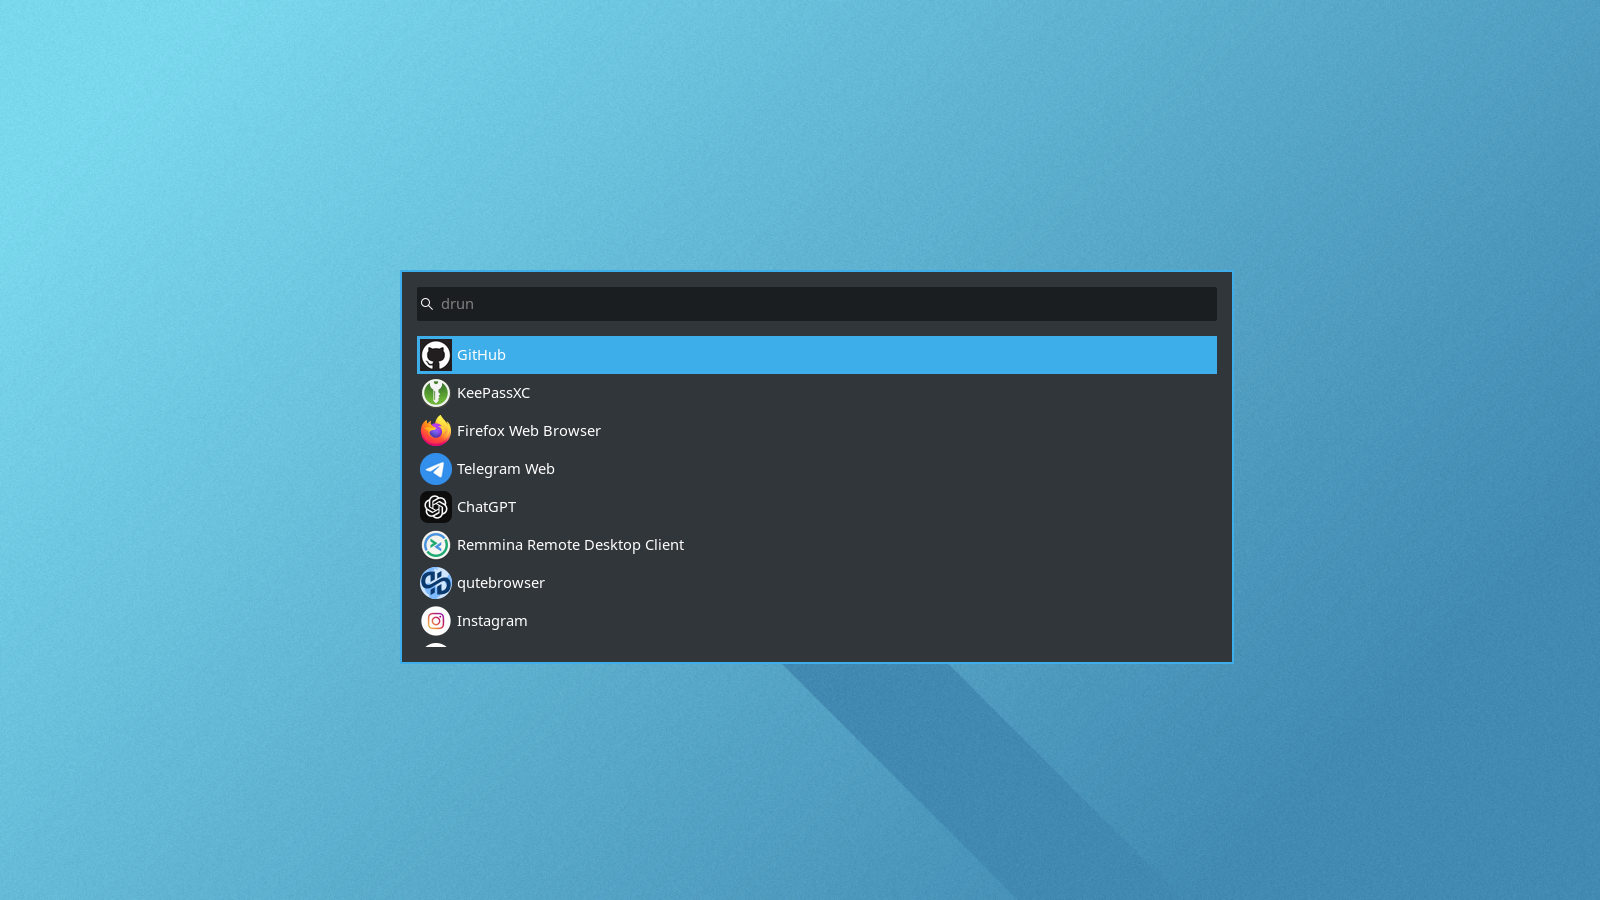 drun
GitHub
KeePassXC
Firefox Web Browser
Telegram Web
ChatGPT
Remmina Remote Desktop Client
qutebrowser
Instagram